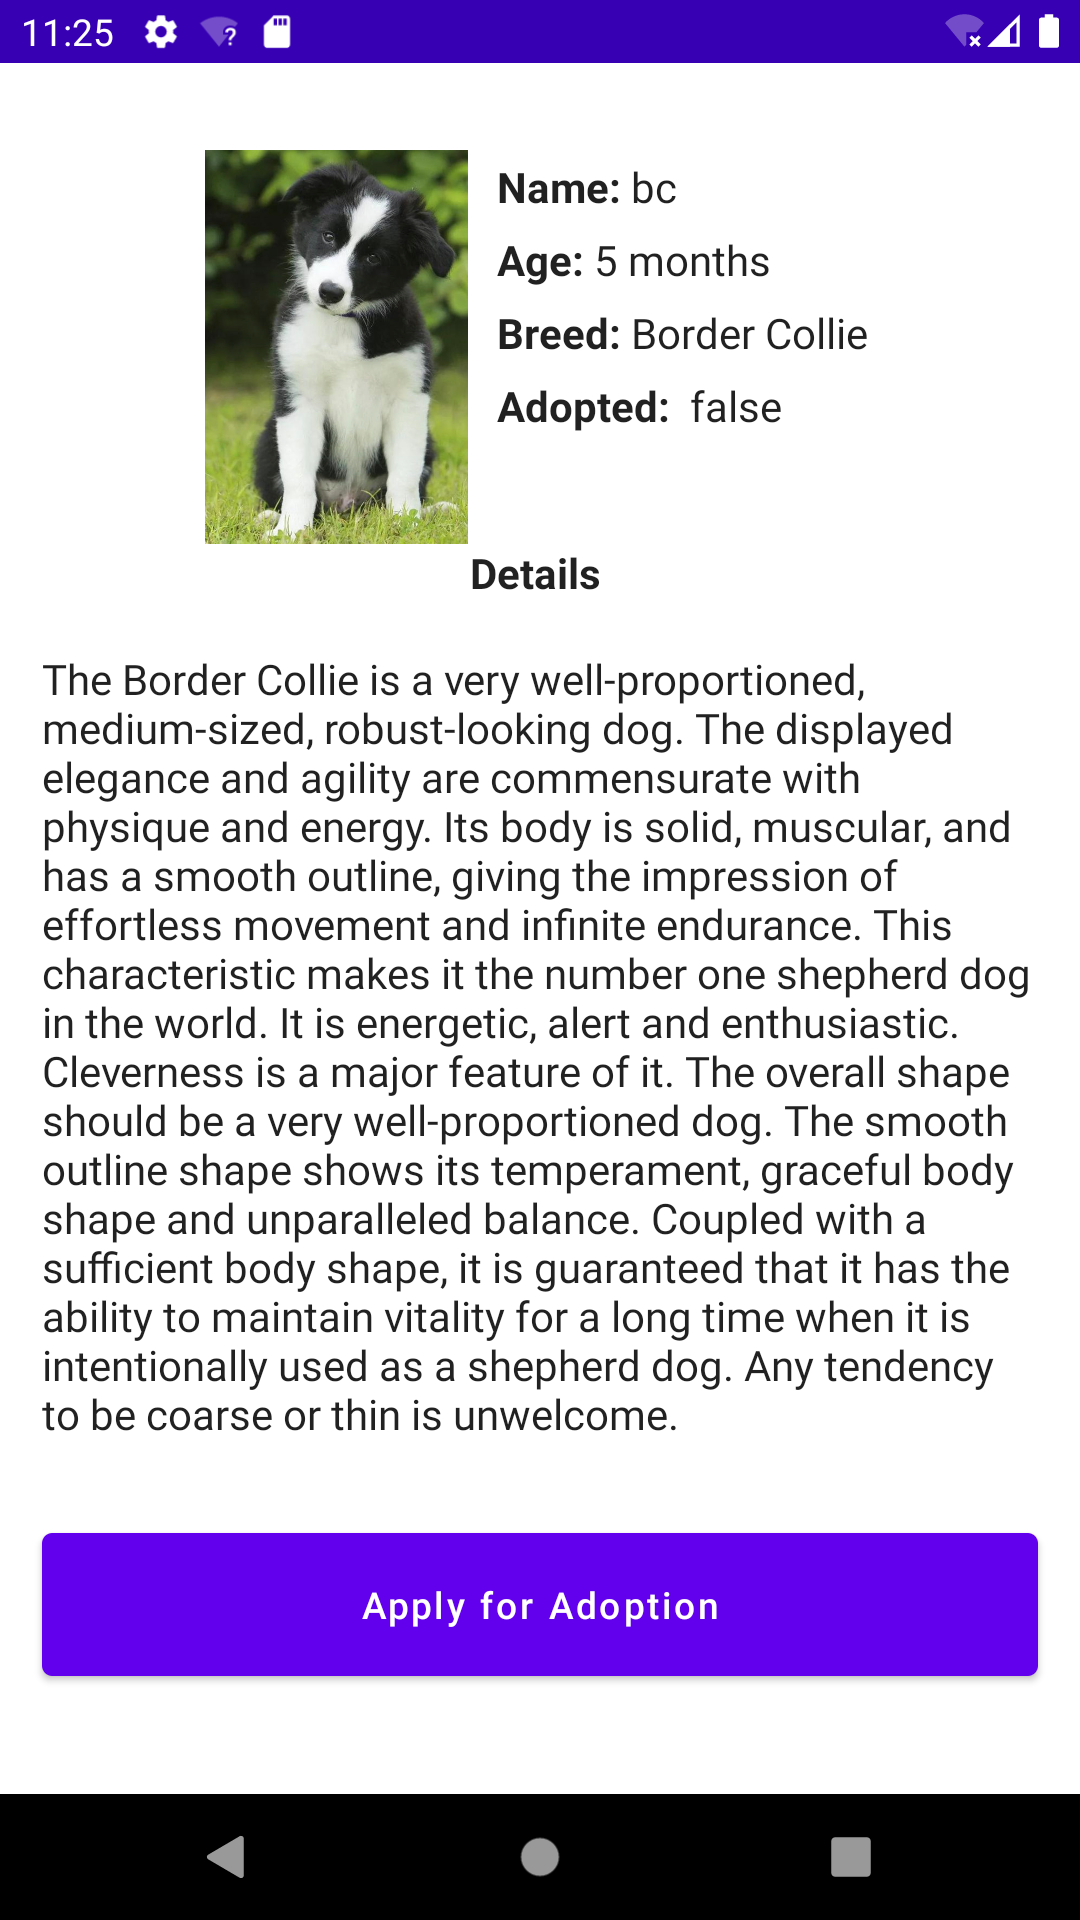 11:25
Name: bc
Age: 5 months
Breed: Border Collie
Adopted:  false
Details
The Border Collie is a very well-proportioned,
medium-sized, robust-looking dog. The displayed
elegance and agility are commensurate with
physique and energy. Its body is solid, muscular, and
has a smooth outline, giving the impression of
effortless movement and infinite endurance. This
characteristic makes it the number one shepherd dog
in the world. It is energetic, alert and enthusiastic.
Cleverness is a major feature of it. The overall shape
should be a very well-proportioned dog. The smooth
outline shape shows its temperament, graceful body
shape and unparalleled balance. Coupled with a
sufficient body shape, it is guaranteed that it has the
ability to maintain vitality for a long time when it is
intentionally used as a shepherd dog. Any tendency
to be coarse or thin is unwelcome.
Apply for Adoption